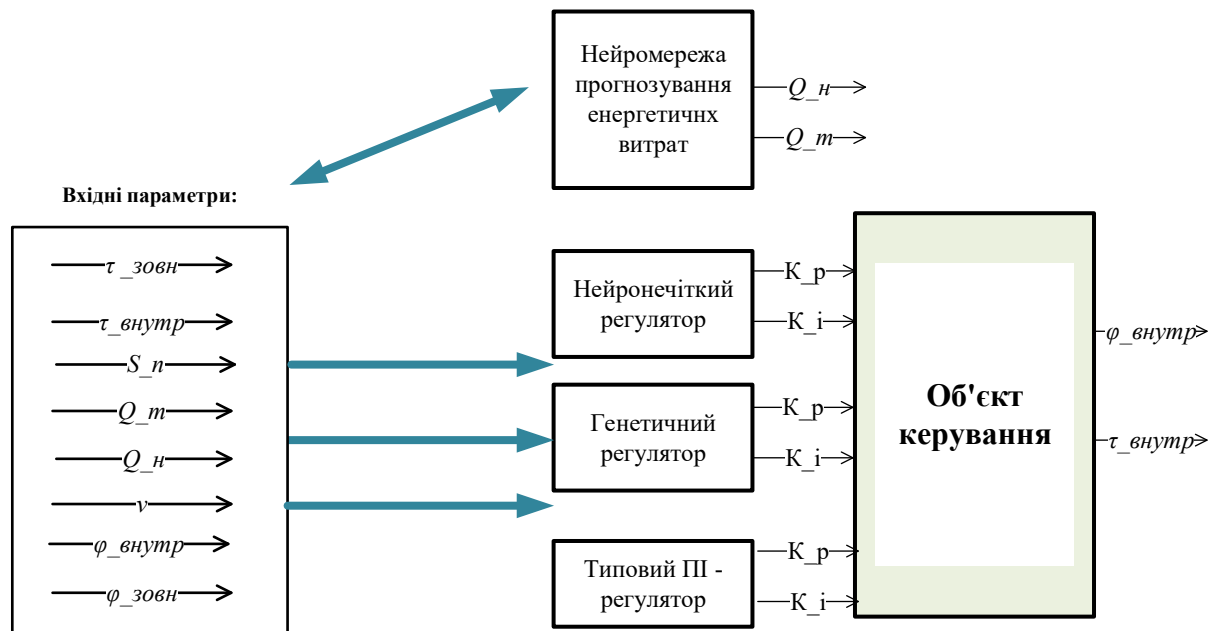 Нейромережа
прогнозування
енергетичнх
витрат
Q_н
Q_т
Вхідні параметри:
τ_зовн
τ_внутр
S_п
Q_т
Q_н
v
φ_внутр
φ_зовн
Нейронечіткий
регулятор
К_р
К_і
Генетичний
регулятор
К_р
К_і
Типовий ПІ -
регулятор
К_р
К_і
Об'єкт
керування
φ_внутр
τ_внутр